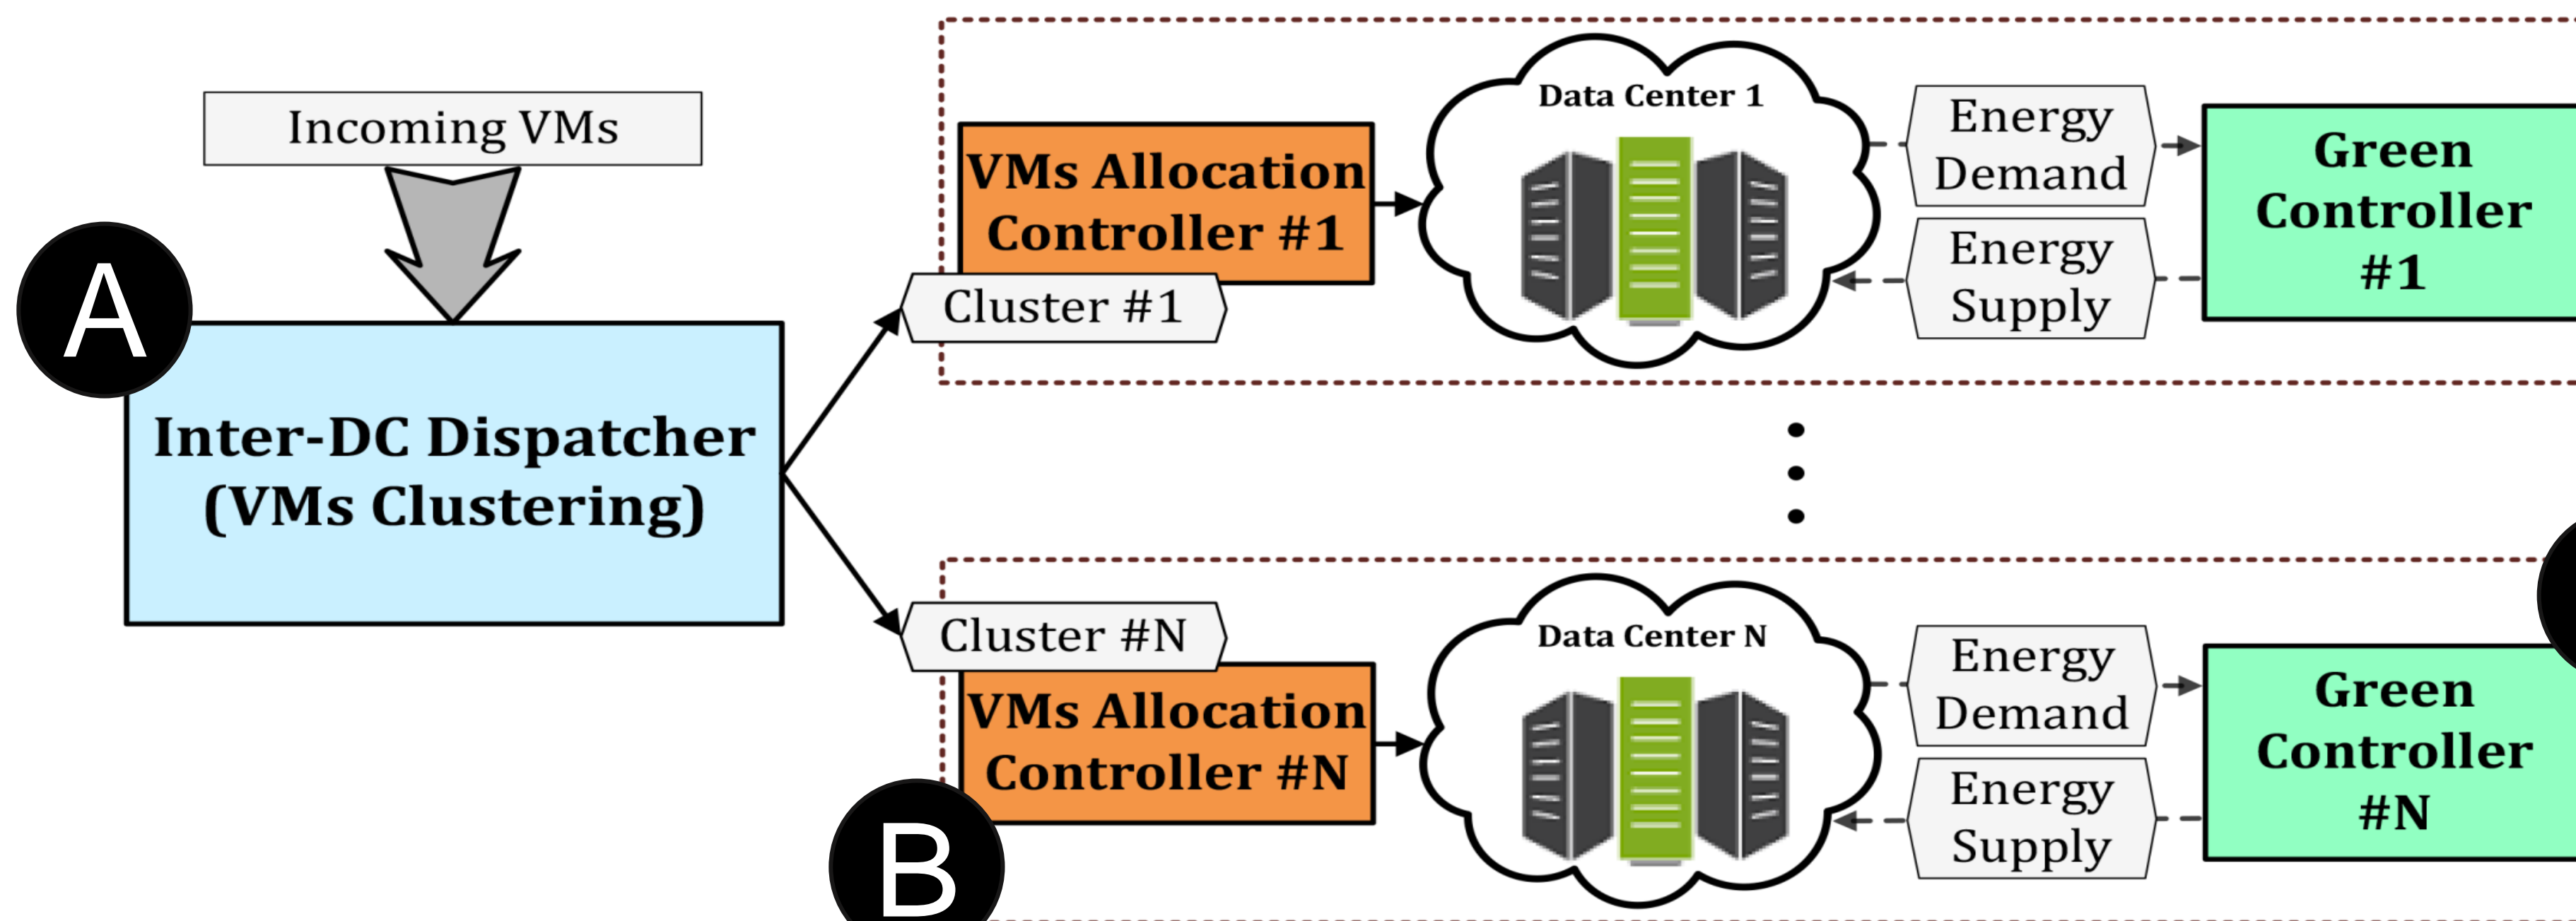 Incoming VMs
A
Inter-DC Dispatcher
(VMs Clustering)
VMs Allocation
Controller #1
Cluster #1
Data Center 1
Energy
Demand
Energy
Supply
Green
Controller
#1
Cluster #N
VMs Allocation
Controller #N
B
Data Center N
Energy
Demand
Energy
Supply
Green
Controller
#N